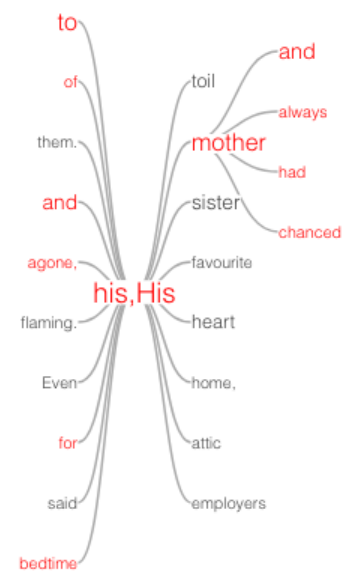 to
of
them.
and
agone,
flaming.
Even
for
said
bedtime
his,His
toil
mother
sister
favourite
heart
home,
attic
employers
and
always
had
chanced